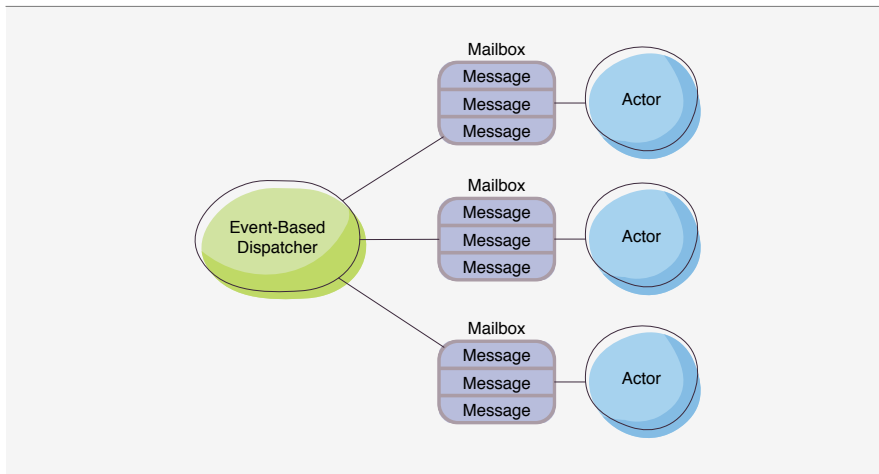 Mailbox
Message
Message
Message
Actor
Event-Based
Dispatcher
Mailbox
Message
Message
Message
Actor
Mailbox
Message
Message
Message
Actor